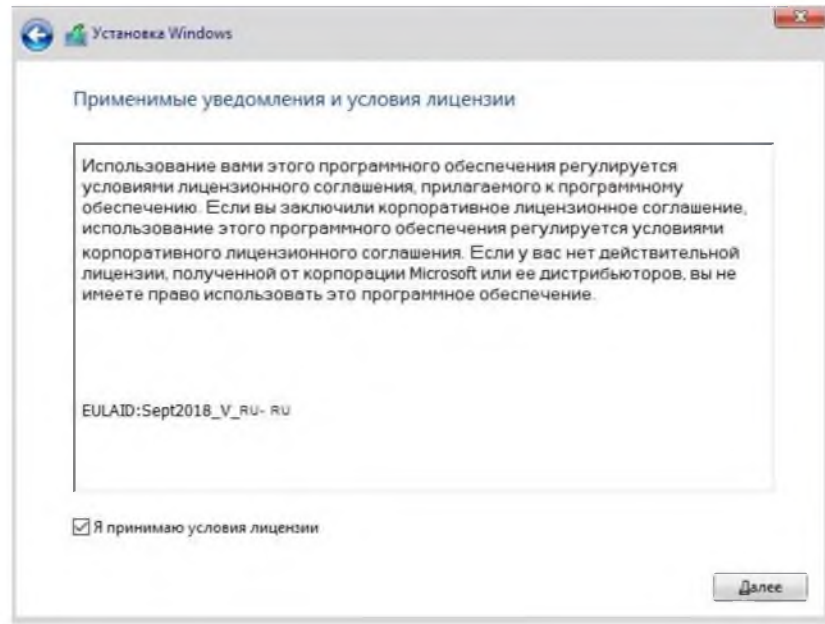 Установка Windows
Применимые уведомления и условия лицензии
Использование вами этого программного обеспечения регулируется
условиями лицензионного соглашения, прилагаемого к программному
обеспечению. Если вы заключили корпоративное лицензионное соглашение,
использование этого программного обеспечения регулируется условиями
корпоративного лицензионного соглашения. Если у вас нет действительной
лицензии, полученной от корпорации Microsoft или ее дистрибьюторов, вы не
имеете право использовать это программное обеспечение.
EULAID:Sept2018_V_RU- RU
Я принимаю условия лицензии
Далее